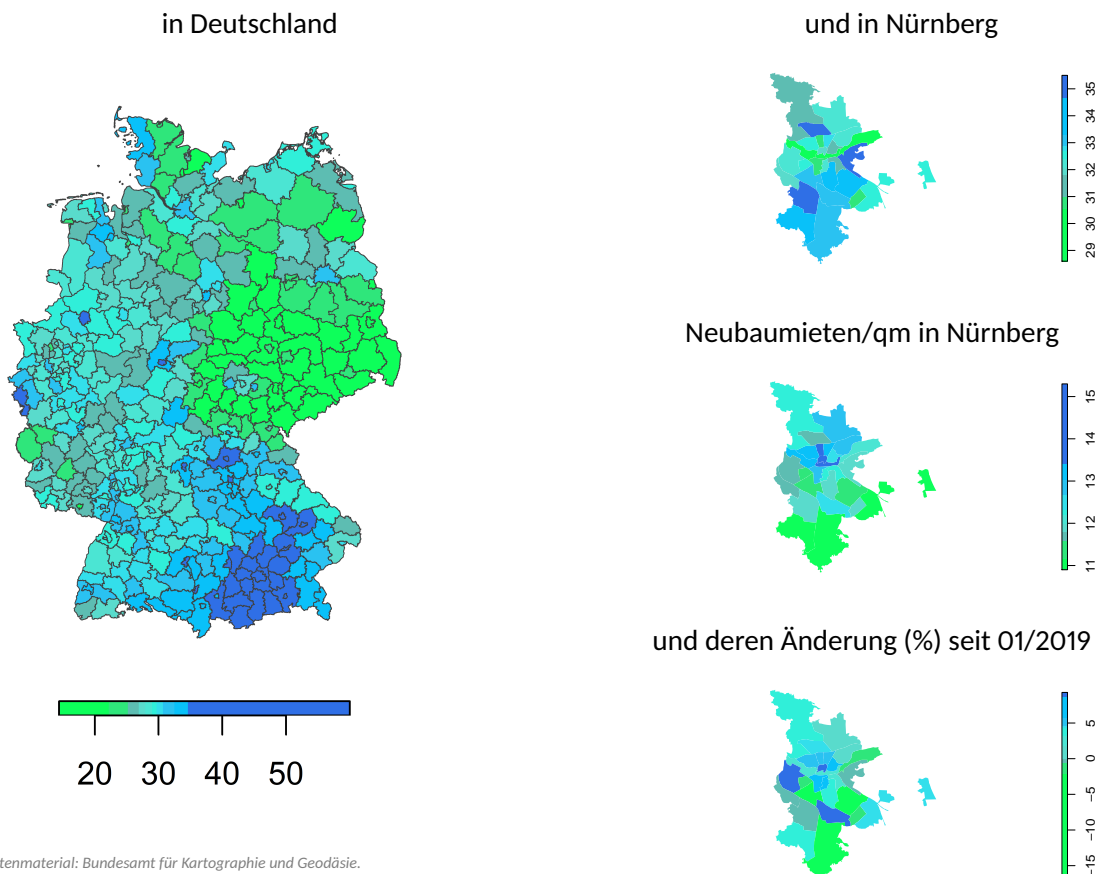 in Deutschland
20 30 40 50
tenmaterial: Bundesamt für Kartographie und Geodäsie.
und in Nürnberg
35
34
33
32
31
30
29
Neubaumieten/qm in Nürnberg
15
14
13
12
11
und deren Änderung (%) seit 01/2019
5
0
-5
-10
-15